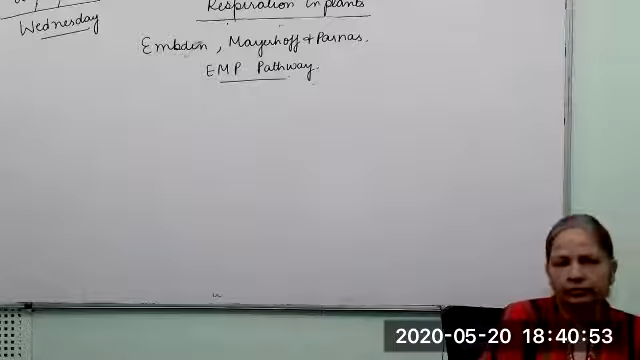 Wednesday
Respiration In plants
Embden, Mayerhoff & Parnas.
EMP Pathway.
2020-05-20 18:40:53